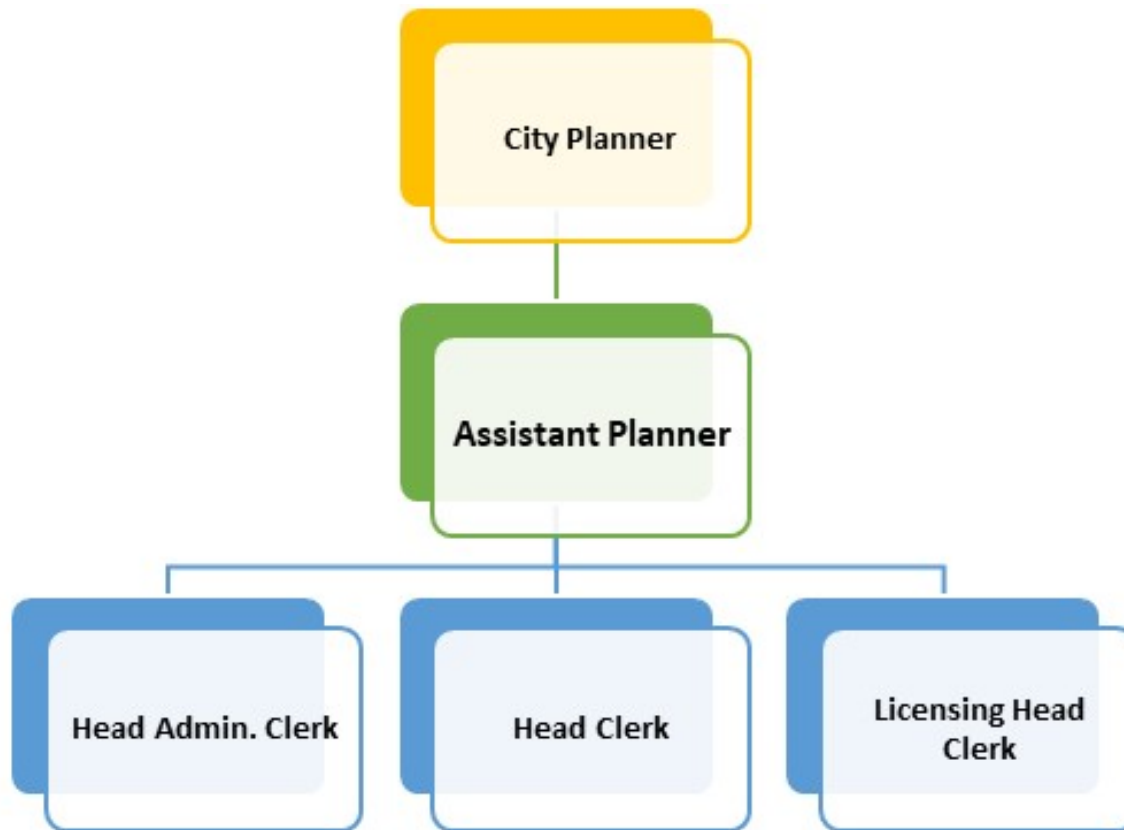 City Planner
Assistant Planner
Head Admin. Clerk
Head Clerk
Licensing Head
Clerk